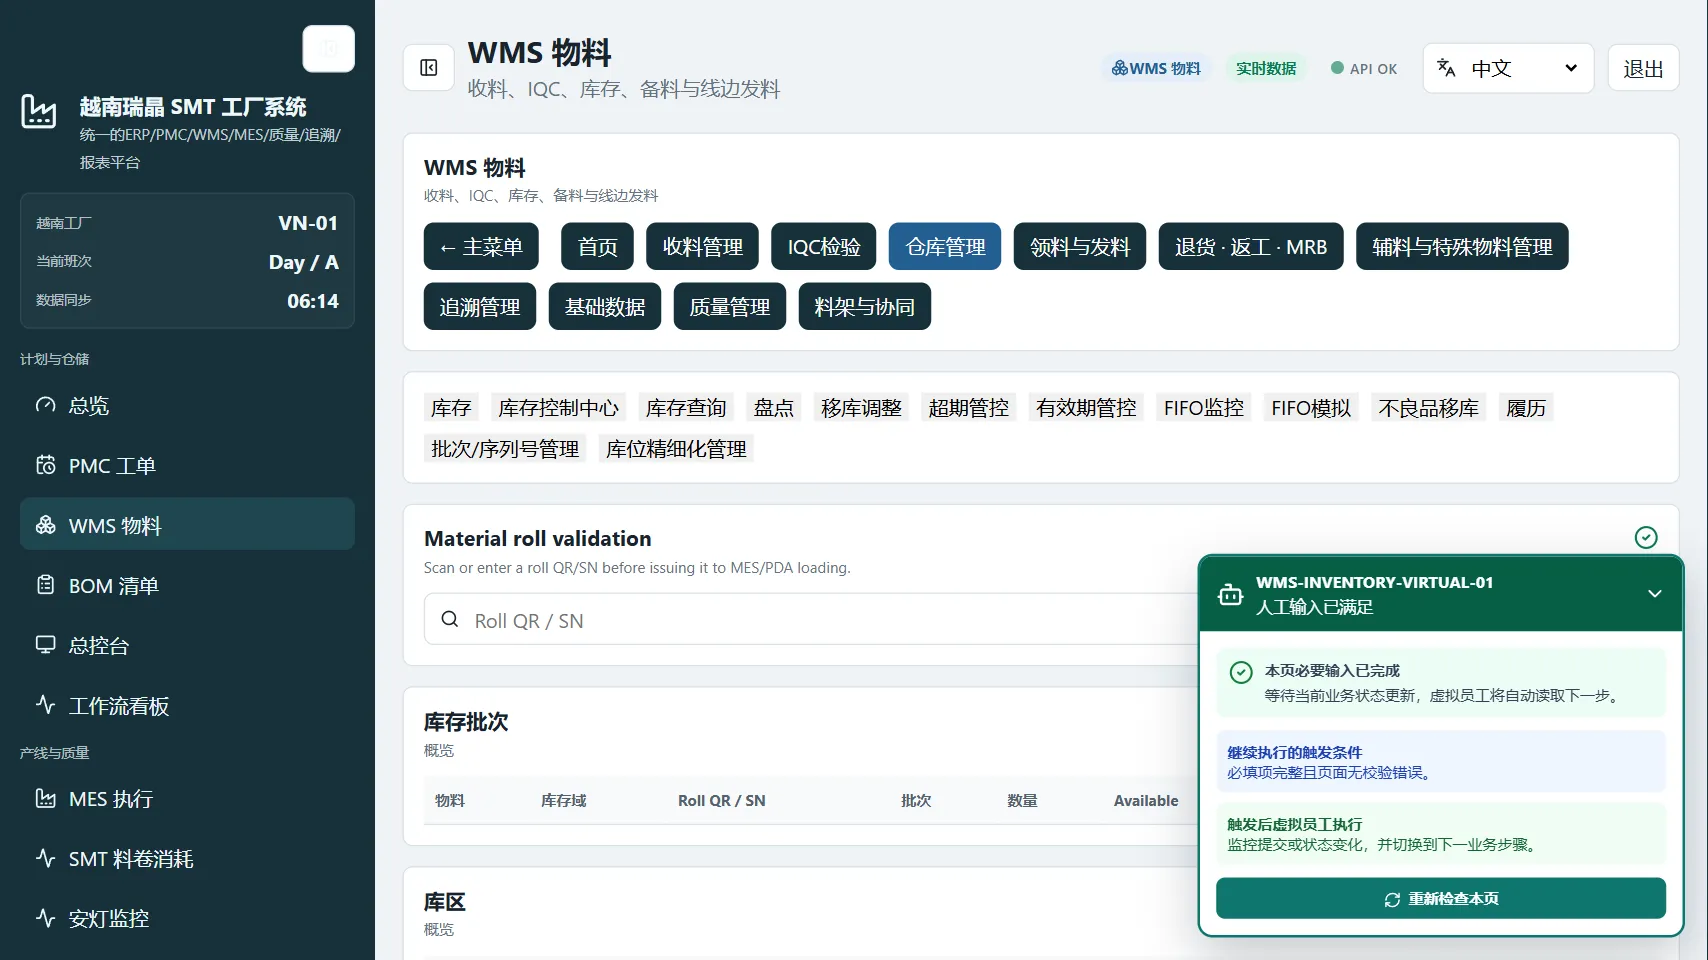 越南瑞晶 SMT 工厂系统
统一的ERP/PMC/WMS/MES/质量/追溯/
报表平台
越南工厂 VN-01
当前班次 Day / A
数据同步 06:14
计划与仓储
总览
PMC 工单
WMS 物料
BOM 清单
总控台
工作流看板
产线与质量
MES 执行
SMT 料卷消耗
安灯监控
WMS 物料
收料、IQC、库存、备料与线边发料
WMS 物料 实时数据 API OK 中文 退出
WMS 物料
收料、IQC、库存、备料与线边发料
← 主菜单 首页 收料管理 IQC检验 仓库管理 领料与发料 退货 · 返工 · MRB 辅料与特殊物料管理
追溯管理 基础数据 质量管理 料架与协同
库存 库存控制中心 库存查询 盘点 移库调整 超期管控 有效期管控 FIFO监控 FIFO模拟 不良品移库 履历
批次/序列号管理 库位精细化管理
Material roll validation
Scan or enter a roll QR/SN before issuing it to MES/PDA loading.
Roll QR / SN
库存批次
概览
物料 库存域 Roll QR / SN 批次 数量 Available
库区
概览
WMS-INVENTORY-VIRTUAL-01
人工输入已满足
本页必要输入已完成
等待当前业务状态更新，虚拟员工将自动读取下一步。
继续执行的触发条件
必填项完整且页面无校验错误。
触发后虚拟员工执行
监控提交或状态变化，并切换到下一业务步骤。
重新检查本页